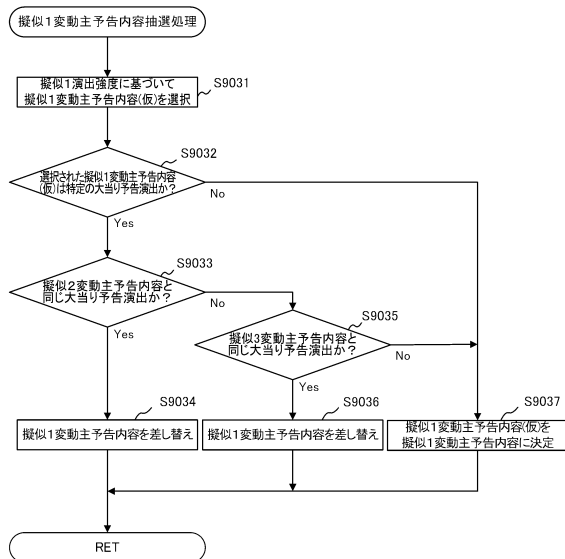 擬似1変動主予告内容抽選処理
S9031
擬似1演出強度に基づいて
擬似1変動主予告内容(仮)を選択
S9032
選択された擬似1変動主予告内容
(仮)は特定の大当り予告演出か?
No
Yes
S9033
擬似2変動主予告内容と
同じ大当り予告演出か?
No
Yes
S9035
擬似3変動主予告内容と
同じ大当り予告演出か?
No
Yes
S9034
擬似1変動主予告内容を差し替え
S9036
擬似1変動主予告内容を差し替え
S9037
擬似1変動主予告内容(仮)を
擬似1変動主予告内容に決定
RET